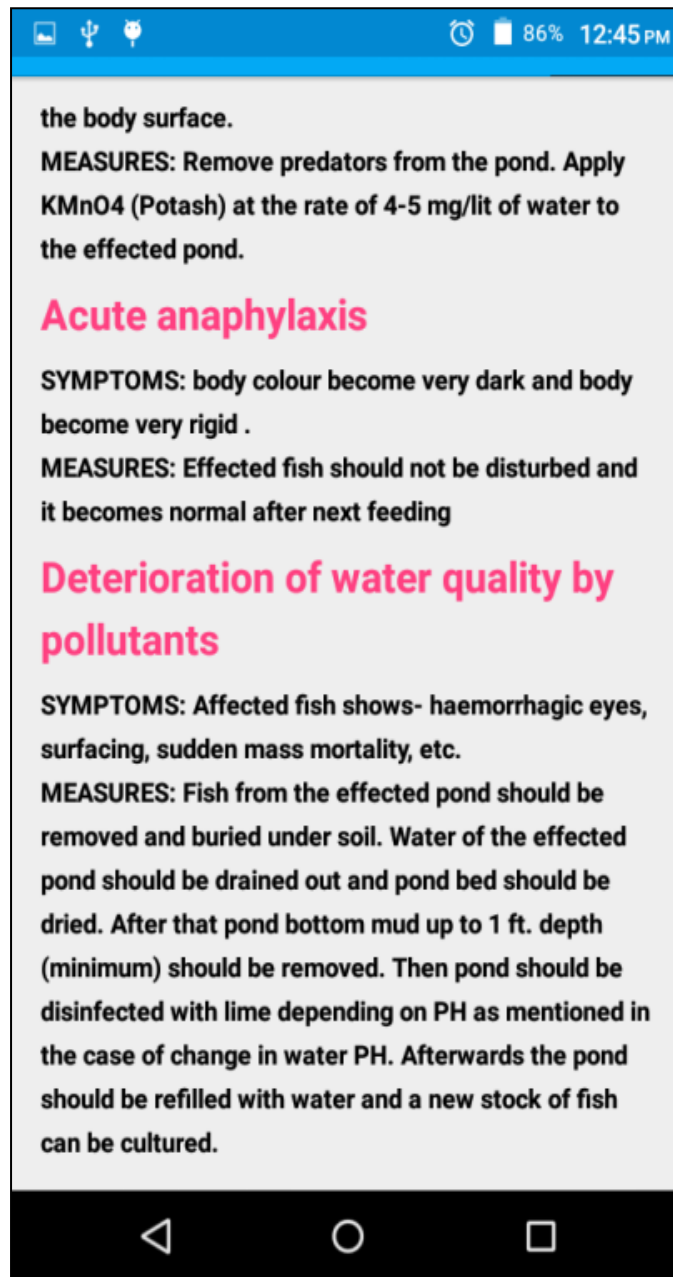 86% 12:45 PM
the body surface.
MEASURES: Remove predators from the pond. Apply
KMnO4 (Potash) at the rate of 4-5 mg/lit of water to
the effected pond.
Acute anaphylaxis
SYMPTOMS: body colour become very dark and body
become very rigid .
MEASURES: Effected fish should not be disturbed and
it becomes normal after next feeding
Deterioration of water quality by
pollutants
SYMPTOMS: Affected fish shows- haemorrhagic eyes,
surfacing, sudden mass mortality, etc.
MEASURES: Fish from the effected pond should be
removed and buried under soil. Water of the effected
pond should be drained out and pond bed should be
dried. After that pond bottom mud up to 1 ft. depth
(minimum) should be removed. Then pond should be
disinfected with lime depending on PH as mentioned in
the case of change in water PH. Afterwards the pond
should be refilled with water and a new stock of fish
can be cultured.